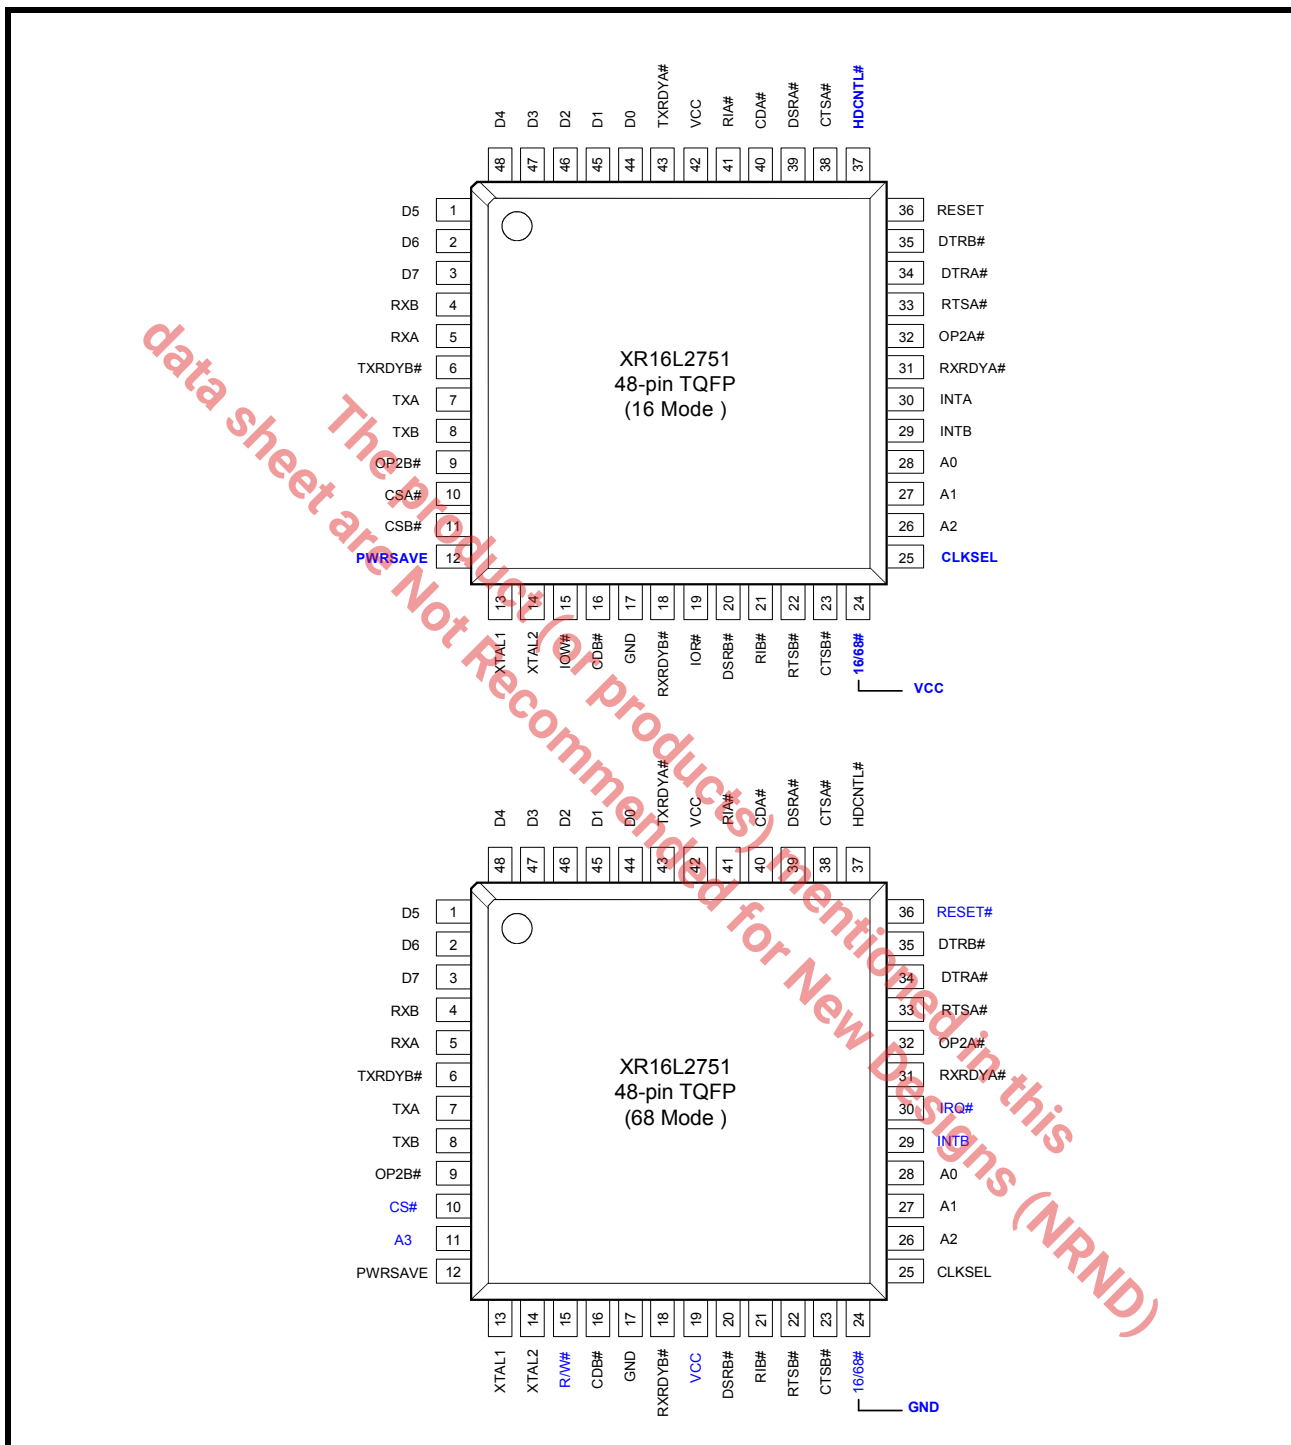 D4 D3 D2 D1 D0 TXRDYA# VCC RIA# CDA# DSRA# CTSA# HDCNTL#
48 47 46 45 44 43 42 41 40 39 38 37
D5 1
D6 2
D7 3
RXB 4
RXA 5
TXRDYB# 6
TXA 7
TXB 8
OP2B# 9
CSA# 10
CSB# 11
PWRSAVE 12
XR16L2751
48-pin TQFP
(16 Mode )
36 RESET
35 DTRB#
34 DTRA#
33 RTSA#
32 OP2A#
31 RXRDYA#
30 INTA
29 INTB
28 A0
27 A1
26 A2
25 CLKSEL
13 14 15 16 17 18 19 20 21 22 23 24
XTAL1 XTAL2 IOW# CDB# GND RXRDYB# IOR# DSRB# RIB# RTSB# CTSB# 16/68#
VCC
D4 D3 D2 D1 D0 TXRDYA# VCC RIA# CDA# DSRA# CTSA# HDCNTL#
48 47 46 45 44 43 42 41 40 39 38 37
D5 1
D6 2
D7 3
RXB 4
RXA 5
TXRDYB# 6
TXA 7
TXB 8
OP2B# 9
CS# 10
A3 11
PWRSAVE 12
XR16L2751
48-pin TQFP
(68 Mode )
36 RESET#
35 DTRB#
34 DTRA#
33 RTSA#
32 OP2A#
31 RXRDYA#
30 IRQ#
29 INTB
28 A0
27 A1
26 A2
25 CLKSEL
13 14 15 16 17 18 19 20 21 22 23 24
XTAL1 XTAL2 R/W# CDB# GND RXRDYB# VCC DSRB# RIB# RTSB# CTSB# 16/68#
GND
The product (or products) mentioned in this
data sheet are Not Recommended for New Designs (NRND)